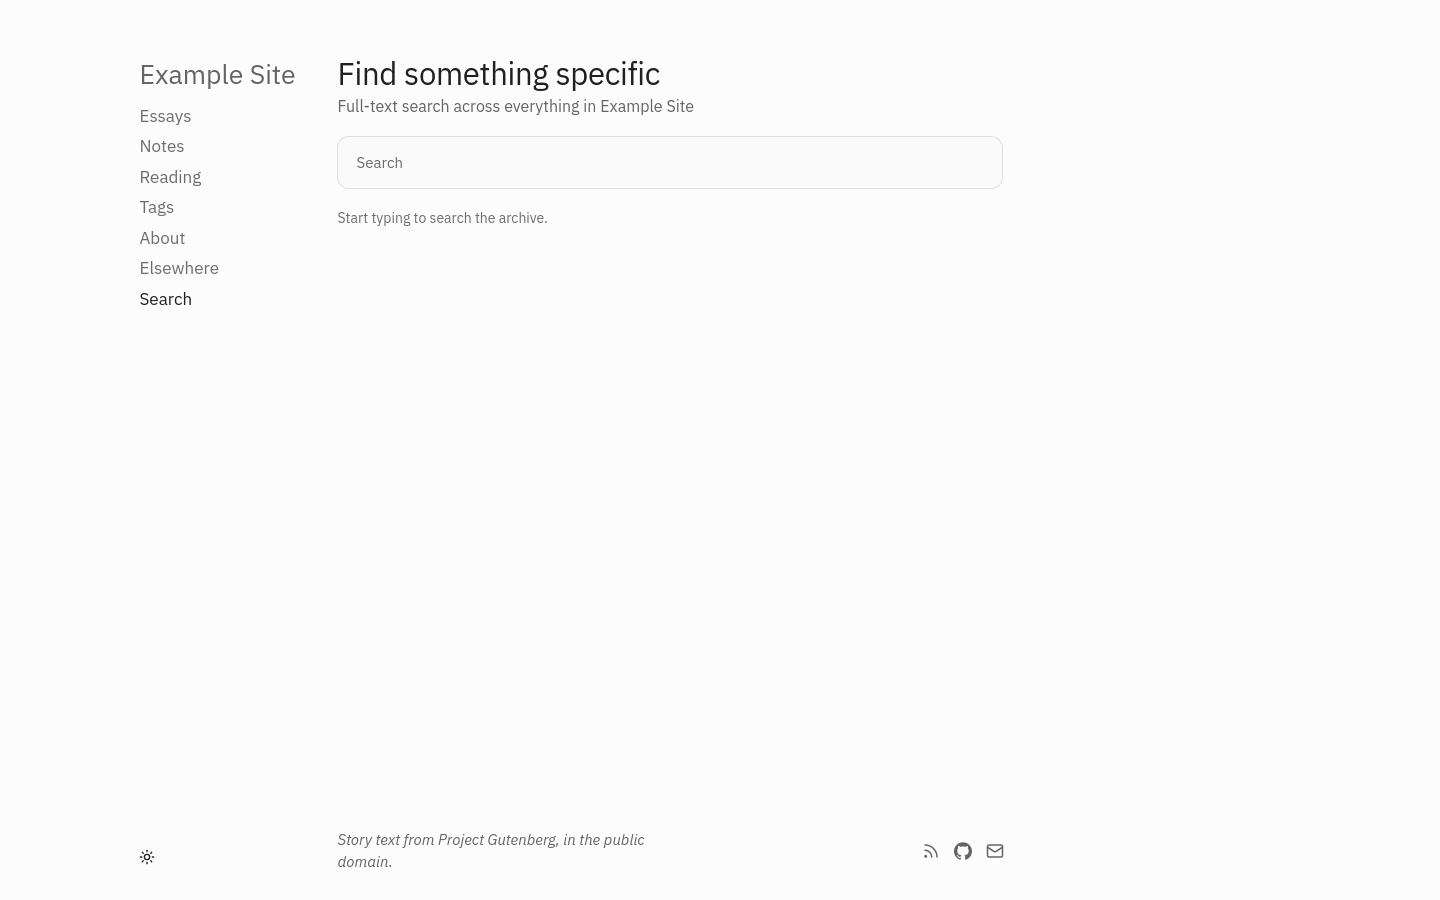 Example Site
Essays
Notes
Reading
Tags
About
Elsewhere
Search
Find something specific
Full-text search across everything in Example Site
Search
Start typing to search the archive.
Story text from Project Gutenberg, in the public
domain.